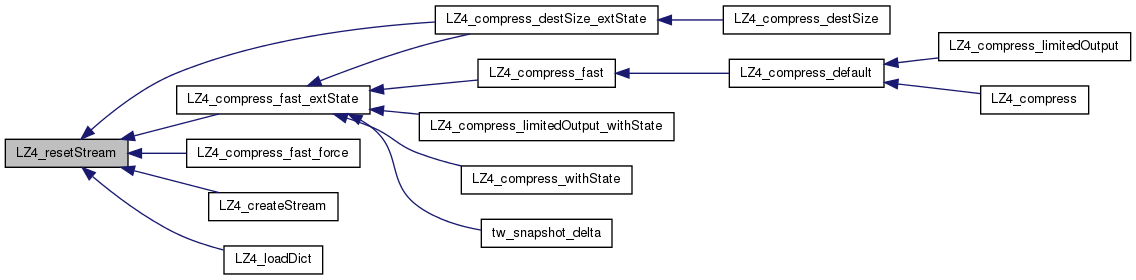 LZ4_compress_destSize_extState
LZ4_compress_destSize
LZ4_compress_limitedOutput
LZ4_compress_fast
LZ4_compress_default
LZ4_compress_fast_extState
LZ4_compress
LZ4_compress_limitedOutput_withState
LZ4_resetStream
LZ4_compress_fast_force
LZ4_compress_withState
LZ4_createStream
tw_snapshot_delta
LZ4_loadDict